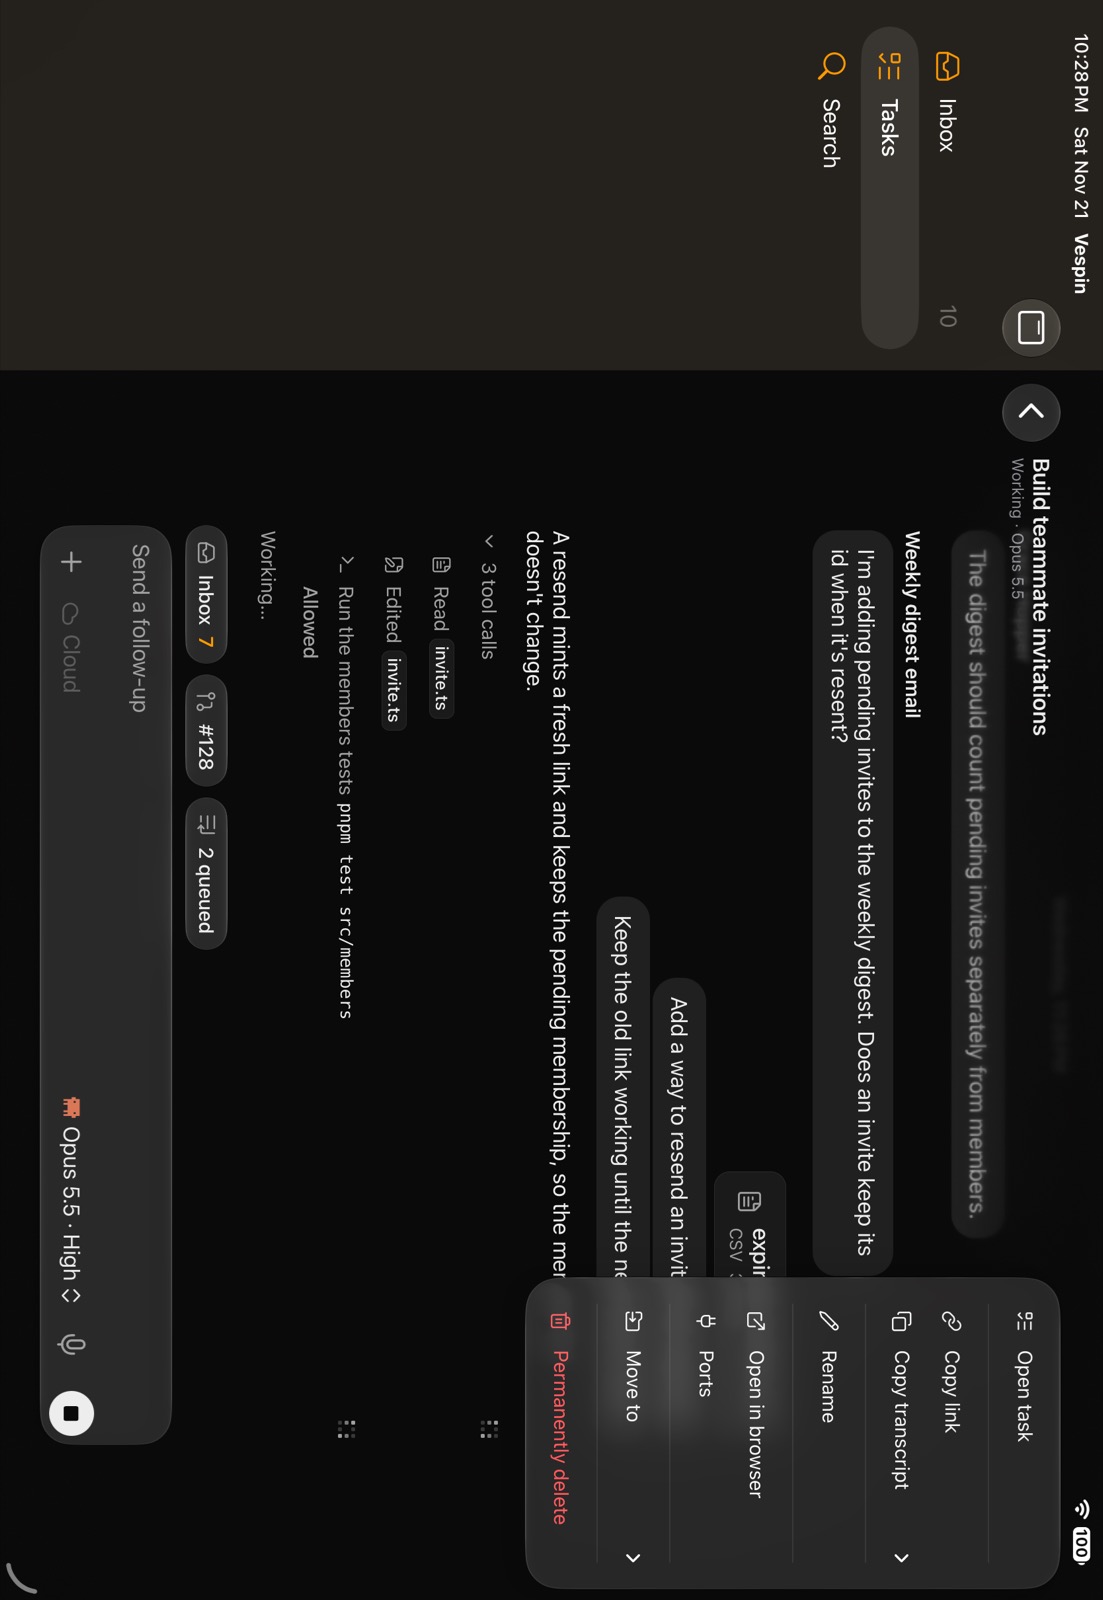 10:28 PM Sat Nov 21 Vespin
100
Inbox 10
Tasks
Search
Build teammate invitations
Working · Opus 5.5
The digest should count pending invites separately from members.
Weekly digest email
I'm adding pending invites to the weekly digest. Does an invite keep its
id when it's resent?
CSV
Add a way to resend an
Keep the old link working until the
A resend mints a fresh link and keeps the pending membership, so the
doesn't change.
3 tool calls
Read invite.ts
Edited invite.ts
Run the members tests pnpm test src/members
Allowed
Working...
Inbox 7
#128
2 queued
Send a follow-up
Cloud
Opus 5.5 · High
Open task
Copy link
Copy transcript
Rename
Open in browser
Ports
Move to
Permanently delete